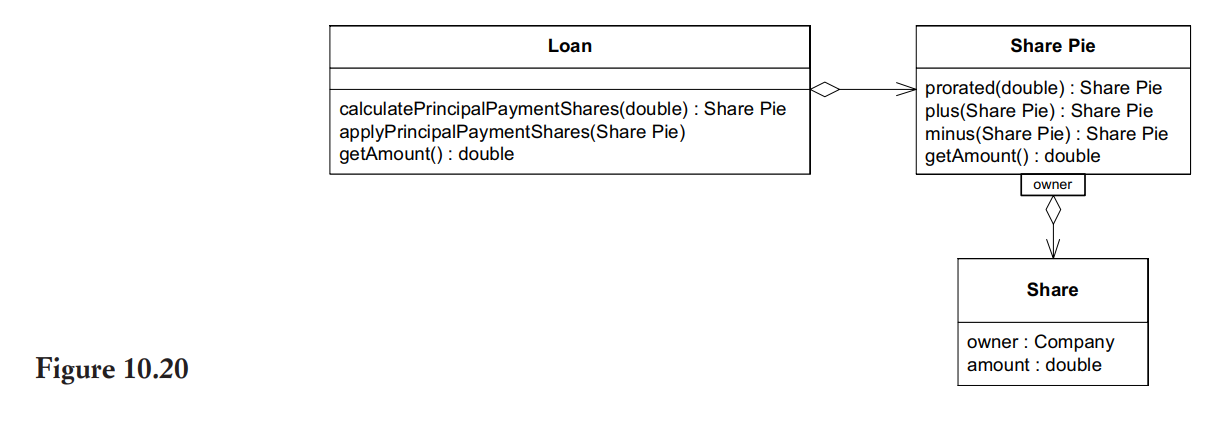 Loan
calculatePrincipalPaymentShares(double) : Share Pie
applyPrincipalPaymentShares(Share Pie)
getAmount() : double
Share Pie
prorated(double) : Share Pie
plus(Share Pie) : Share Pie
minus(Share Pie) : Share Pie
getAmount() : double
owner
Share
owner : Company
amount : double
Figure 10.20